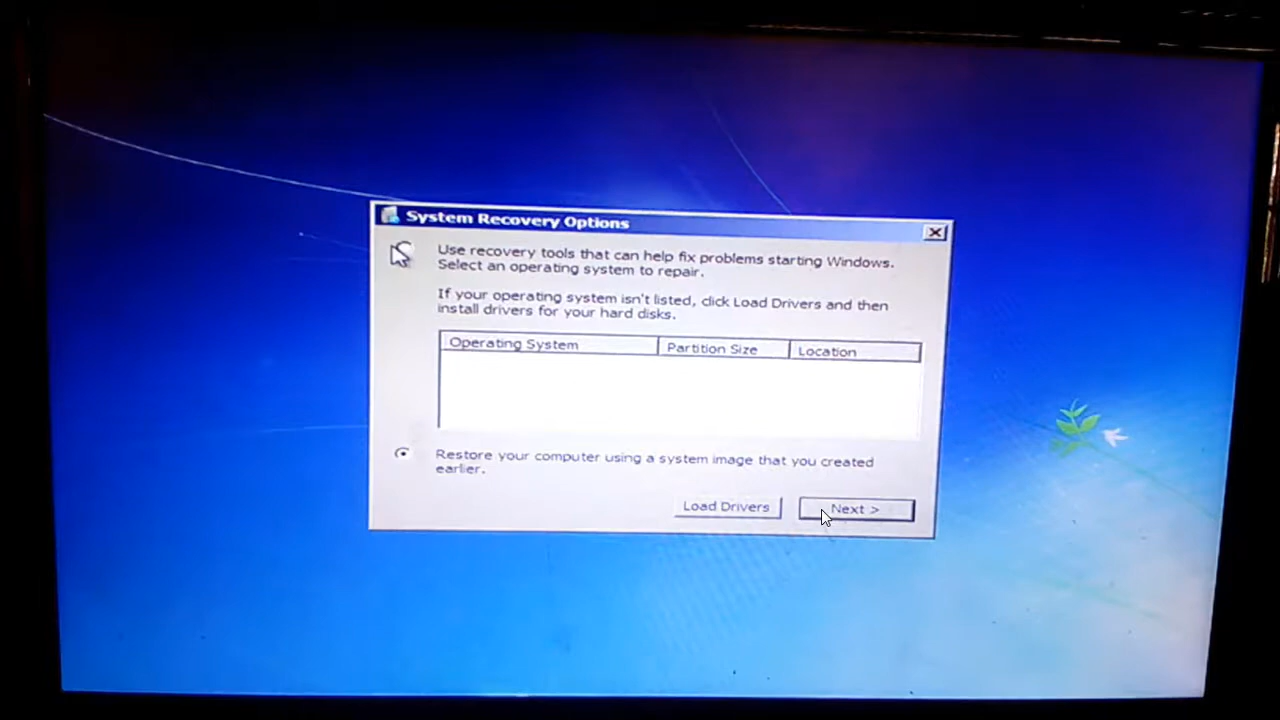 System Recovery Options
Use recovery tools that can help fix problems starting Windows.
Select an operating system to repair.
If your operating system isn't listed, click Load Drivers and then
install drivers for your hard disks.
Operating System Partition Size Location
Restore your computer using a system image that you created
earlier.
Load Drivers Next >